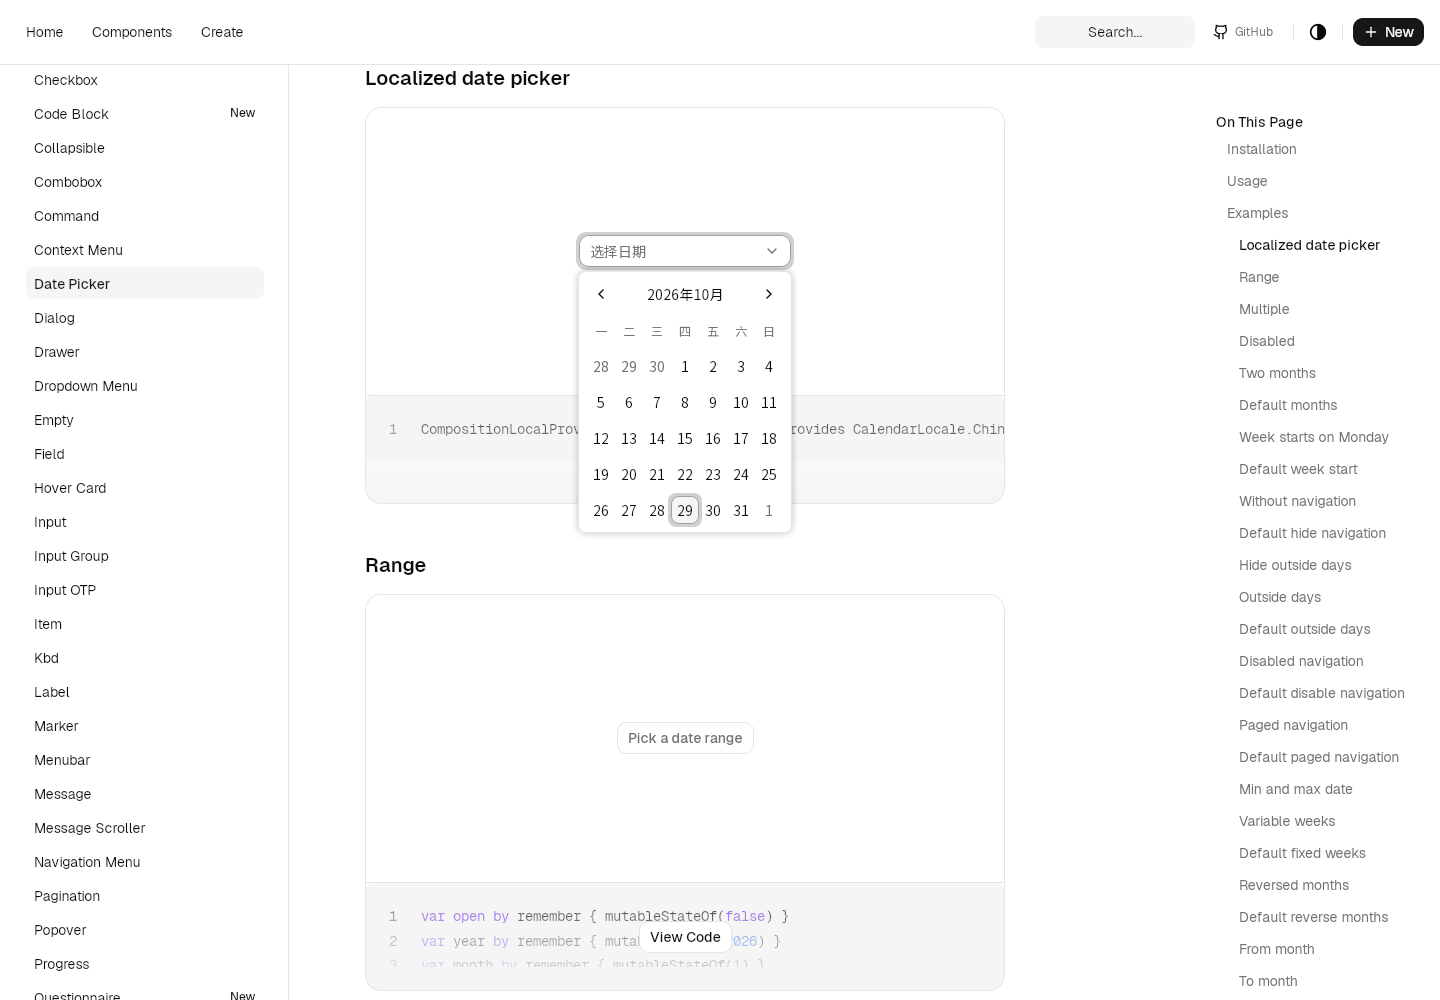 Home
Components
Create
Search...
GitHub
New
Checkbox
Code Block
New
Collapsible
Combobox
Command
Context Menu
Date Picker
Dialog
Drawer
Dropdown Menu
Empty
Field
Hover Card
Input
Input Group
Input OTP
Item
Kbd
Label
Marker
Menubar
Message
Message Scroller
Navigation Menu
Pagination
Popover
Progress
Questionnaire
New
Localized date picker
选择日期
2026年10月
一 二 三 四 五 六 日
28 29 30 1 2 3 4
5 6 7 8 9 10 11
12 13 14 15 16 17 18
19 20 21 22 23 24 25
26 27 28 29 30 31 1
1 CompositionLocalProv rovides CalendarLocale.Chin
Range
Pick a date range
1 var open by remember { mutableStateOf(false) }
2 var year by remember { mutab 2026) }
3 var month by remember { mutableStateOf(1) }
View Code
On This Page
Installation
Usage
Examples
Localized date picker
Range
Multiple
Disabled
Two months
Default months
Week starts on Monday
Default week start
Without navigation
Default hide navigation
Hide outside days
Outside days
Default outside days
Disabled navigation
Default disable navigation
Paged navigation
Default paged navigation
Min and max date
Variable weeks
Default fixed weeks
Reversed months
Default reverse months
From month
To month